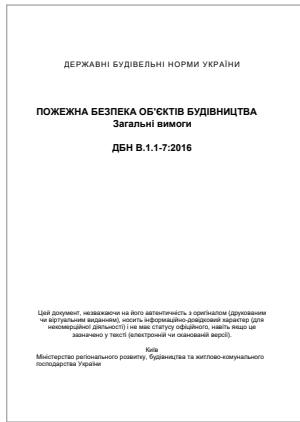 ДЕРЖАВНІ БУДІВЕЛЬНІ НОРМИ УКРАЇНИ
ПОЖЕЖНА БЕЗПЕКА ОБ'ЄКТІВ БУДІВНИЦТВА
Загальні вимоги
ДБН В.1.1-7:2016
Цей документ, незважаючи на його автентичність з оригіналом (друкованим
чи віртуальним виданням), носить інформаційно-довідковий характер (для
некомерційної діяльності) і не має статусу офіційного, навіть якщо це
зазначено у тексті (електронній чи сканованій версії).
Київ
Міністерство регіонального розвитку, будівництва та житлово-комунального
господарства України